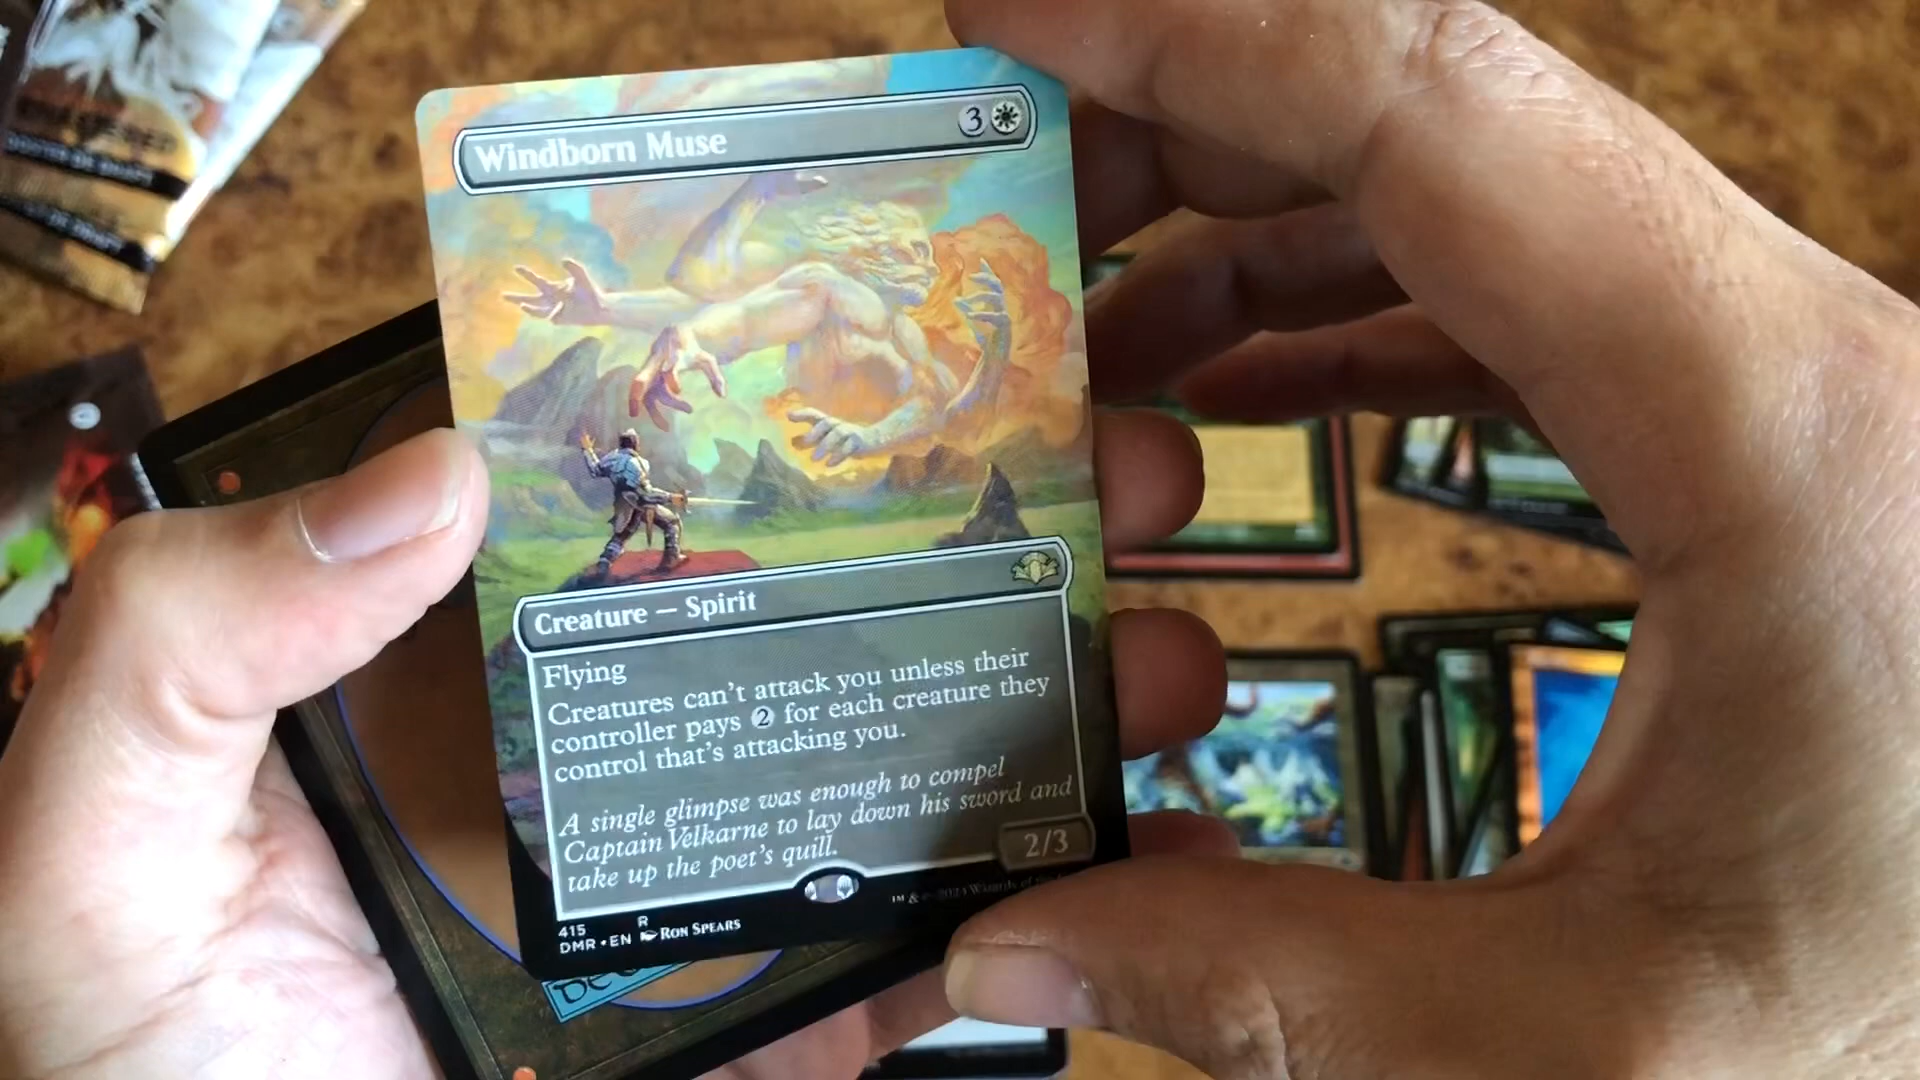 Windborn Muse 3
Creature — Spirit
Flying
Creatures can't attack you unless their
controller pays 2 for each creature they
control that's attacking you.
A single glimpse was enough to compel
Captain Velkarne to lay down his sword and
take up the poet's quill.
2/3
415 R
DMR • EN Ron Spears
™ & ©
DE